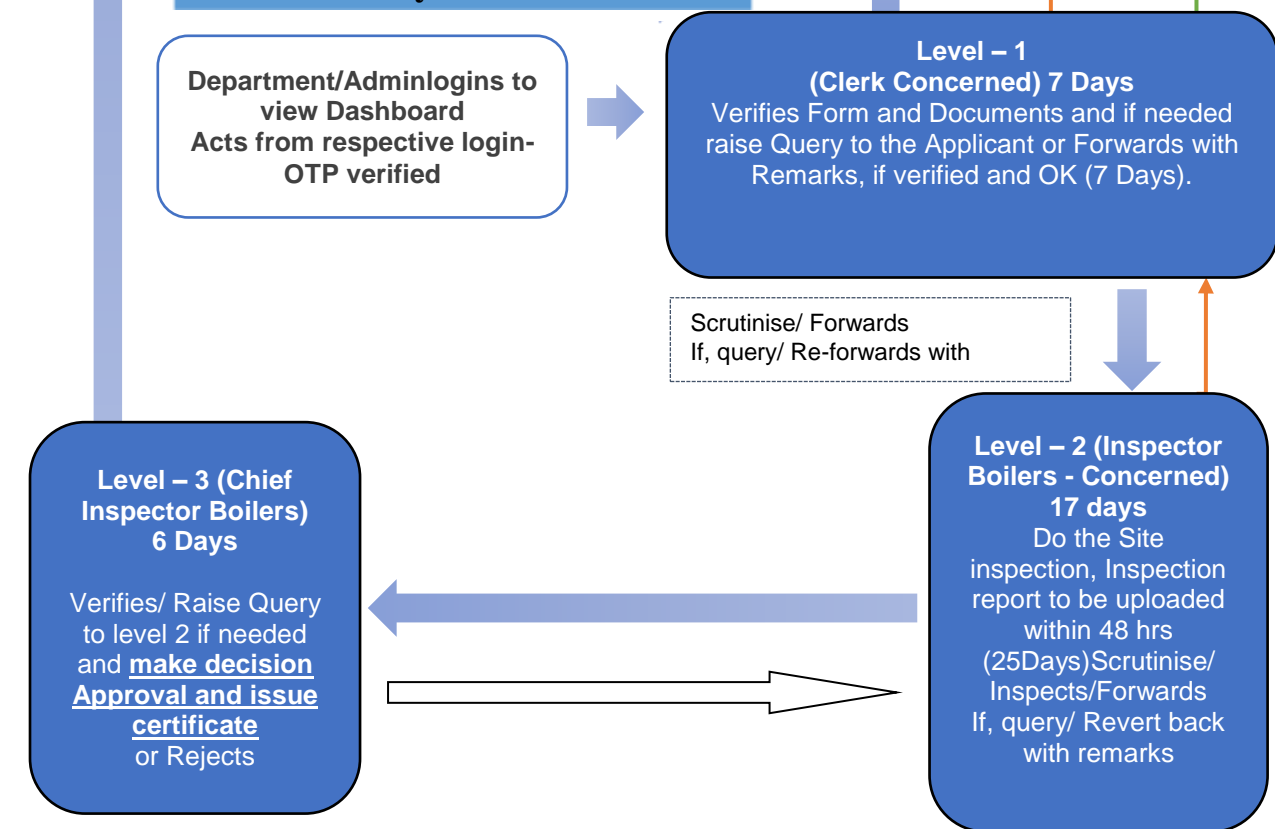 Department/Adminlogins to
view Dashboard
Acts from respective login-
OTP verified
Level – 1
(Clerk Concerned) 7 Days
Verifies Form and Documents and if needed
raise Query to the Applicant or Forwards with
Remarks, if verified and OK (7 Days).
Scrutinise/ Forwards
If, query/ Re-forwards with
Level – 3 (Chief
Inspector Boilers)
6 Days
Verifies/ Raise Query
to level 2 if needed
and make decision
Approval and issue
certificate
or Rejects
Level – 2 (Inspector
Boilers - Concerned)
17 days
Do the Site
inspection, Inspection
report to be uploaded
within 48 hrs
(25Days)Scrutinise/
Inspects/Forwards
If, query/ Revert back
with remarks